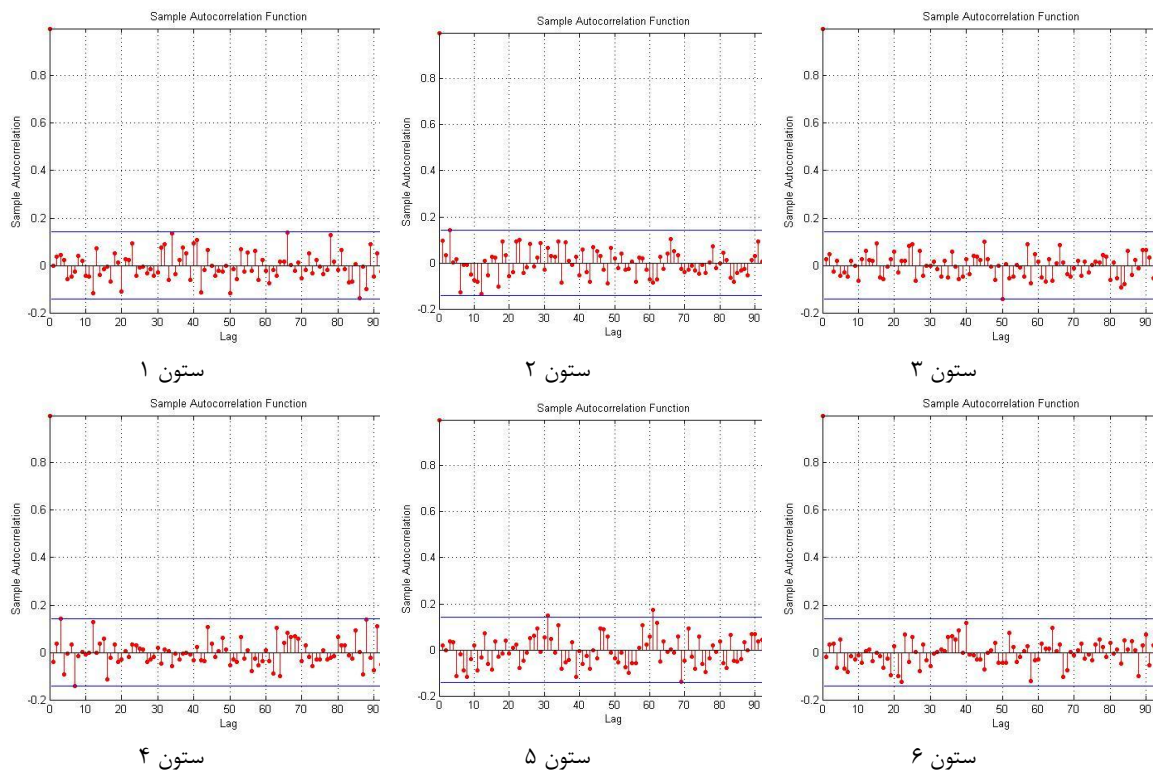 Sample Autocorrelation Function
Sample Autocorrelation
0.8
0.6
0.4
0.2
0
-0.2
0 10 20 30 40 50 60 70 80 90
Lag
ستون ۱
Sample Autocorrelation Function
Sample Autocorrelation
0.8
0.6
0.4
0.2
0
-0.2
0 10 20 30 40 50 60 70 80 90
Lag
ستون ۲
Sample Autocorrelation Function
Sample Autocorrelation
0.8
0.6
0.4
0.2
0
-0.2
0 10 20 30 40 50 60 70 80 90
Lag
ستون ۳
Sample Autocorrelation Function
Sample Autocorrelation
0.8
0.6
0.4
0.2
0
-0.2
0 10 20 30 40 50 60 70 80 90
Lag
ستون ۴
Sample Autocorrelation Function
Sample Autocorrelation
0.8
0.6
0.4
0.2
0
-0.2
0 10 20 30 40 50 60 70 80 90
Lag
ستون ۵
Sample Autocorrelation Function
Sample Autocorrelation
0.8
0.6
0.4
0.2
0
-0.2
0 10 20 30 40 50 60 70 80 90
Lag
ستون ۶